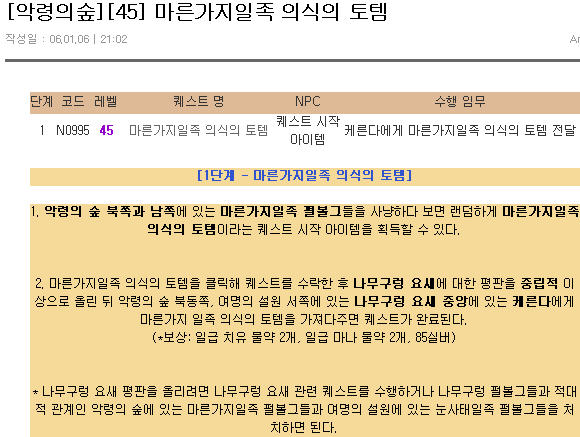 [악령의숲][45] 마른가지일족 의식의 토템
작성일 : 06.01.06 | 21:02
단계 코드 레벨 퀘스트 명 NPC 수행 임무
1 N0995 45 마른가지일족 의식의 토템 퀘스트 시작 아이템 케른다에게 마른가지일족 의식의 토템 전달
[1단계 - 마른가지일족 의식의 토템]
1. 악령의 숲 북쪽과 남쪽에 있는 마른가지일족 펄볼그들을 사냥하다 보면 랜덤하게 마른가지일족
의식의 토템이라는 퀘스트 시작 아이템을 획득할 수 있다.
2. 마른가지일족 의식의 토템을 클릭해 퀘스트를 수락한 후 나무구렁 요새에 대한 평판을 중립적 이
상으로 올린 뒤 악령의 숲 북동쪽, 여명의 설원 서쪽에 있는 나무구렁 요새 중앙에 있는 케른다에게
마른가지 일족 의식의 토템을 가져다주면 퀘스트가 완료된다.
(*보상: 일급 치유 물약 2개, 일급 마나 물약 2개, 85실버)
* 나무구렁 요새 평판을 올리려면 나무구렁 요새 관련 퀘스트를 수행하거나 나무구렁 펄볼그들과 적대
적 관계인 악령의 숲에 있는 마른가지일족 펄볼그들과 여명의 설원에 있는 눈사태일족 펄볼그들을 처
치하면 된다.